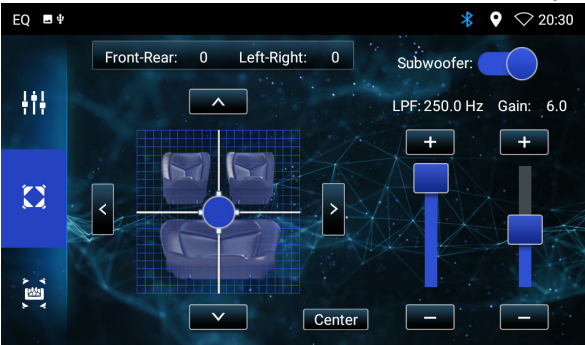 EQ 20:30
Front-Rear: 0 Left-Right: 0
Subwoofer:
LPF: 250.0 Hz Gain: 6.0
+ +
< >
Center
− −